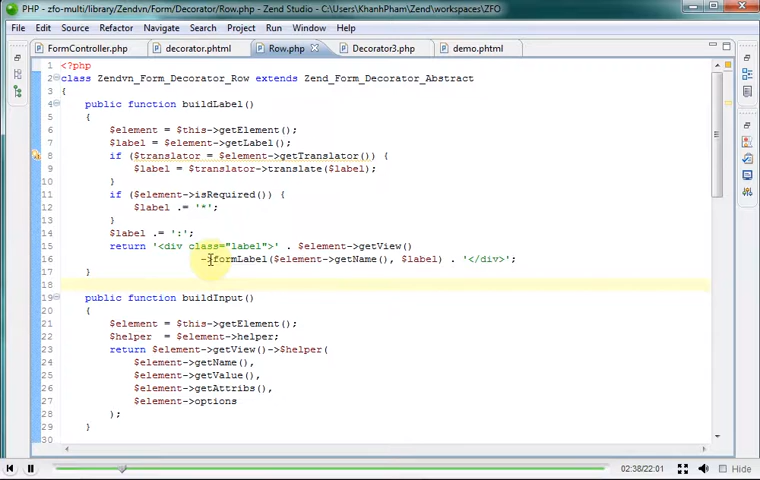 PHP - zfo-multi/library/Zendvn/Form/Decorator/Row.php - Zend Studio - C:\Users\KhanhPham\Zend\workspaces\ZFO
File Edit Source Refactor Navigate Search Project Run Window Help
FormController.php decorator.phtml Row.php Decorator3.php demo.phtml
1 <?php
2 class Zendvn_Form_Decorator_Row extends Zend_Form_Decorator_Abstract
3 {
4 public function buildLabel()
5 {
6 $element = $this->getElement();
7 $label = $element->getLabel();
8 if ($translator = $element->getTranslator()) {
9 $label = $translator->translate($label);
10 }
11 if ($element->isRequired()) {
12 $label .= '*';
13 }
14 $label .= ':';
15 return '<div class="label">' . $element->getView()
16 ->formLabel($element->getName(), $label) . '</div>';
17 }
18
19 public function buildInput()
20 {
21 $element = $this->getElement();
22 $helper = $element->helper;
23 return $element->getView()->$helper(
24 $element->getName(),
25 $element->getValue(),
26 $element->getAttribs(),
27 $element->options
28 );
29 }
30
02:38/22:01 Hide